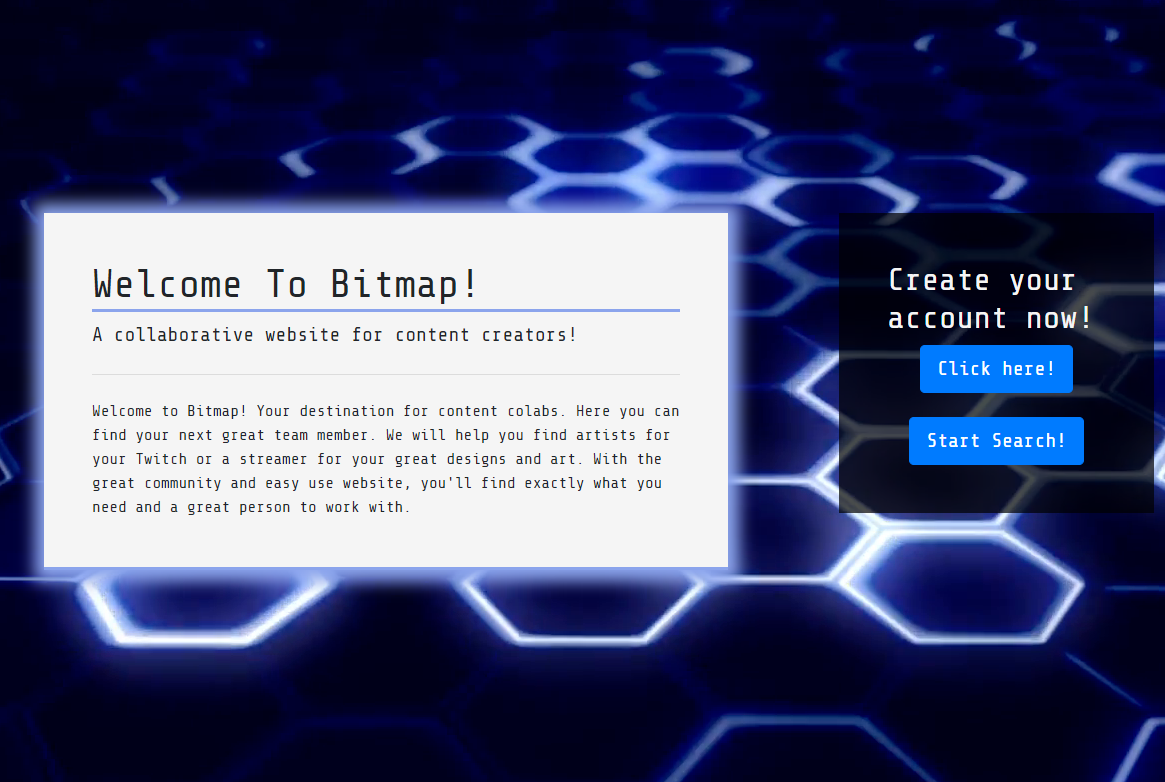 Welcome To Bitmap!
A collaborative website for content creators!
Welcome to Bitmap! Your destination for content colabs. Here you can
find your next great team member. We will help you find artists for
your Twitch or a streamer for your great designs and art. With the
great community and easy use website, you'll find exactly what you
need and a great person to work with.
Create your
account now!
Click here!
Start Search!